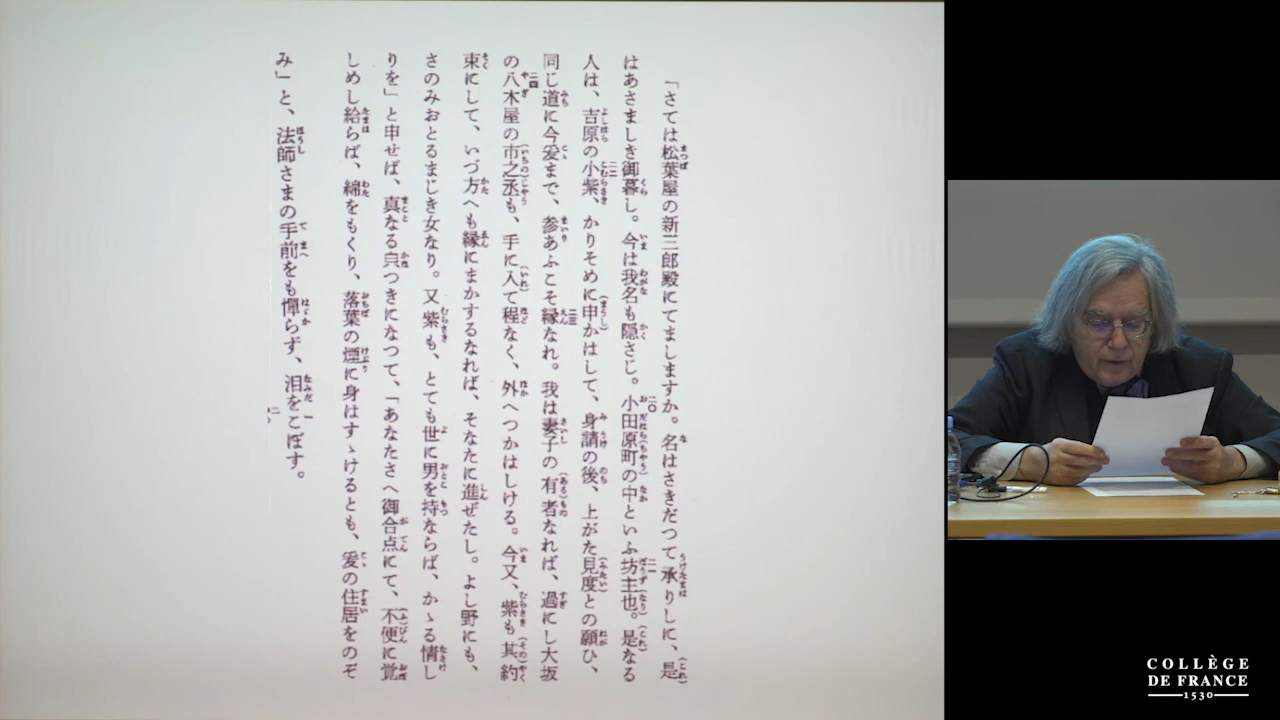 「さては松葉屋の新三郎殿にてましますか。名はさきだつて承りしに、是
はあさましき御暮し。今は我名も隠さじ。小田原町の中といふ坊主也。是なる
人は、吉原の小紫、かりそめに申かはして、身請の後、上がた見度との願ひ、
同じ道に今爰まで、参あふこそ縁なれ。我は妻子の有者なれば、過にし大坂
の八木屋の市之丞も、手に入て程なく、外へつかはしける。今又、紫も其約
束にして、いづ方へも縁にまかするなれば、そなたに進ぜたし。よし野にも、
さのみおとるまじき女なり。又紫も、とても世に男を持ならば、かゝる情し
りを」と申せば、真なる皃つきになつて、「あなたさへ御合点にて、不便に覚
しめし給らば、綿をもくり、落葉の煙に身はすゝけるとも、爰の住居をのぞ
み」と、法師さまの手前をも憚らず、泪をこぼす。
COLLÈGE
DE FRANCE
1530